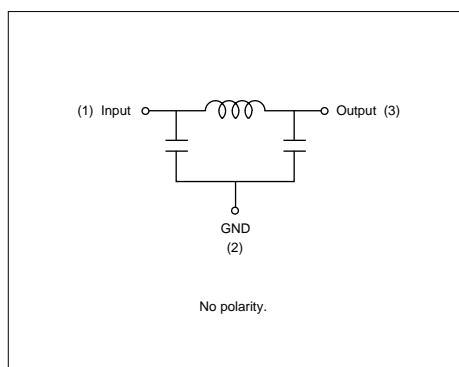 (1) Input
Output (3)
GND
(2)
No polarity.